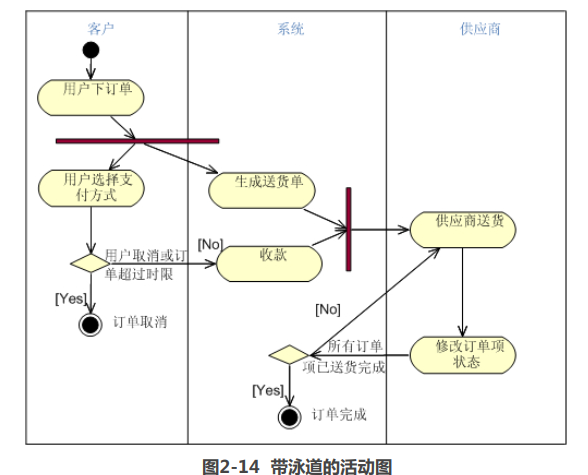 客户
系统
供应商
用户下订单
用户选择支
付方式
生成送货单
供应商送货
用户取消或订
单超过时限
[No]
收款
[Yes]
订单取消
[No]
所有订单
项已送货完成
修改订单项
状态
[Yes]
订单完成
图2-14 带泳道的活动图